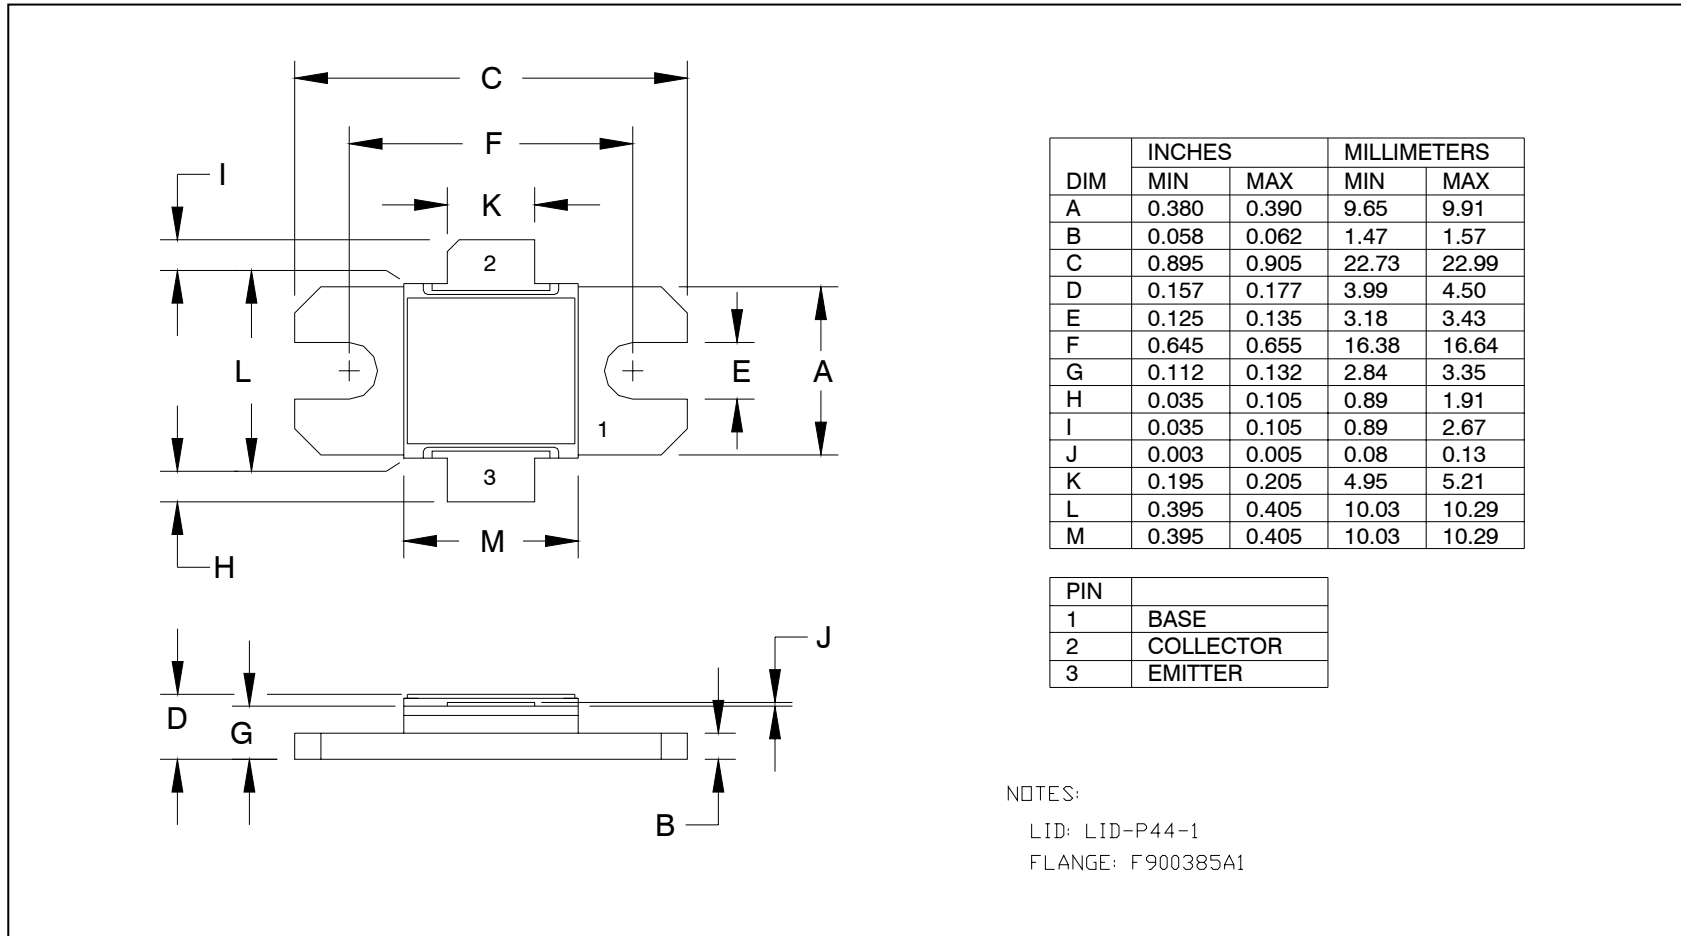 C
F
I
K
2
L
E
A
1
3
M
H
J
D
G
B
INCHES MILLIMETERS
DIM MIN MAX MIN MAX
A 0.380 0.390 9.65 9.91
B 0.058 0.062 1.47 1.57
C 0.895 0.905 22.73 22.99
D 0.157 0.177 3.99 4.50
E 0.125 0.135 3.18 3.43
F 0.645 0.655 16.38 16.64
G 0.112 0.132 2.84 3.35
H 0.035 0.105 0.89 1.91
I 0.035 0.105 0.89 2.67
J 0.003 0.005 0.08 0.13
K 0.195 0.205 4.95 5.21
L 0.395 0.405 10.03 10.29
M 0.395 0.405 10.03 10.29
PIN
1 BASE
2 COLLECTOR
3 EMITTER
NOTES:
LID: LID-P44-1
FLANGE: F900385A1